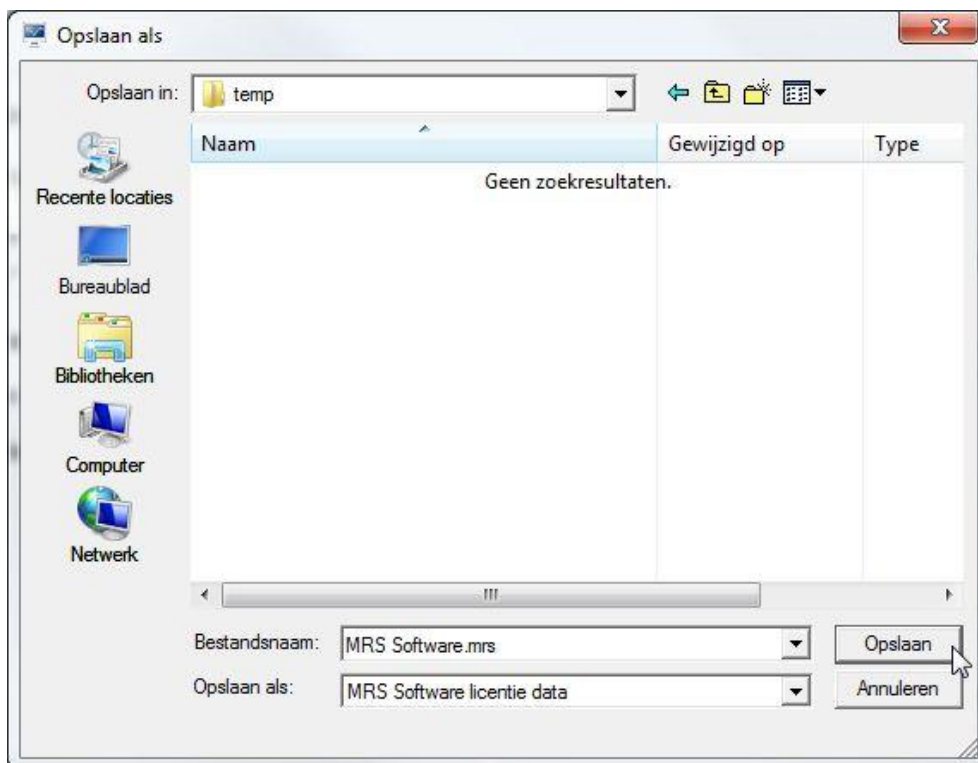 Opslaan als
Opslaan in: temp
Naam Gewijzigd op Type
Geen zoekresultaten.
Recente locaties
Bureaublad
Bibliotheken
Computer
Netwerk
Bestandsnaam: MRS Software.mrs Opslaan
Opslaan als: MRS Software licentie data Annuleren